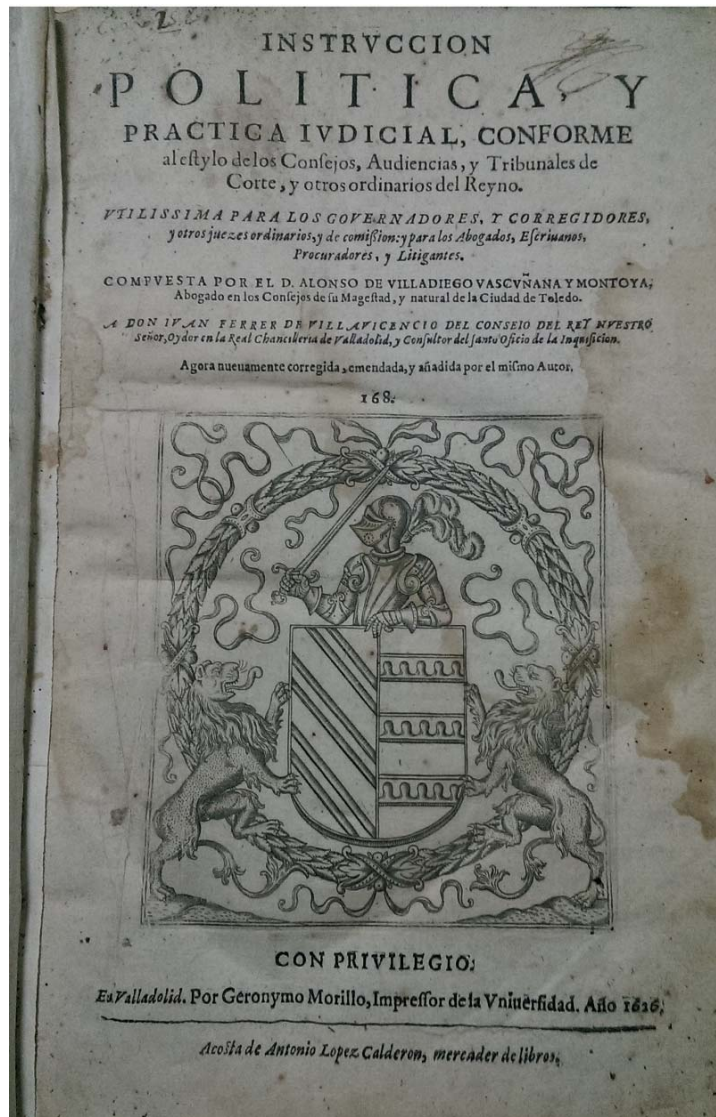 2
INSTRVCCION
POLITICA, Y
PRACTICA IVDICIAL, CONFORME
al eſtylo de los Conſejos, Audiencias, y Tribunales de
Corte, y otros ordinarios del Reyno.
VTILISSIMA PARA LOS GOVERNADORES, Y CORREGIDORES,
y otros juezes ordinarios, y de comiſsion: y para los Abogados, Eſcriuanos,
Procuradores, y Litigantes.
COMPVESTA POR EL D. ALONSO DE VILLADIEGO VASCVÑANA Y MONTOYA,
Abogado en los Conſejos de ſu Mageſtad, y natural de la Ciudad de Toledo.
A DON IVAN FERRER DE VILLAVICENCIO DEL CONSEIO DEL REY NVESTRO
Señor, Oydor en la Real Chancilleria de Valladolid, y Conſultor del ſanto Oficio de la Inquiſicion.
Agora nueuamente corregida, emendada, y añadida por el miſmo Autor.
168.
CON PRIVILEGIO.
En Valladolid. Por Geronymo Morillo, Impreſſor de la Vniuerſidad. Año 1626.
Acoſta de Antonio Lopez Calderon, mercader de libros.